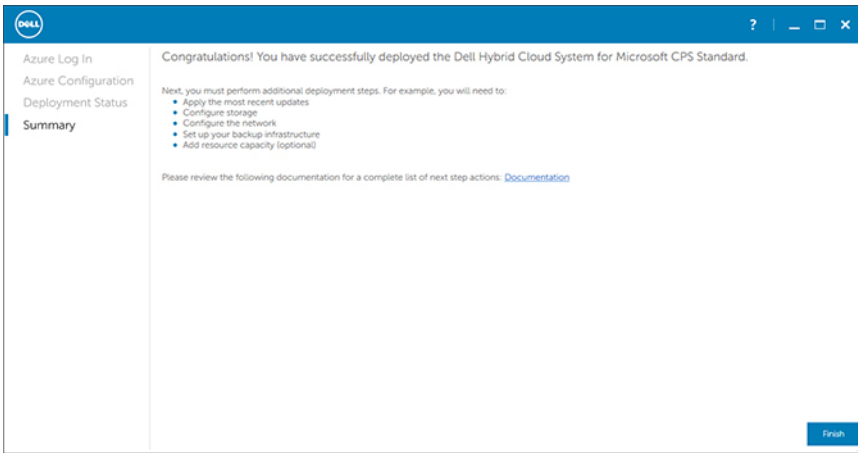 DELL
?
Azure Log In
Azure Configuration
Deployment Status
Summary
Congratulations! You have successfully deployed the Dell Hybrid Cloud System for Microsoft CPS Standard.
Next, you must perform additional deployment steps. For example, you will need to:
• Apply the most recent updates
• Configure storage
• Configure the network
• Set up your backup infrastructure
• Add resource capacity (optional)
Please review the following documentation for a complete list of next step actions: Documentation
Finish